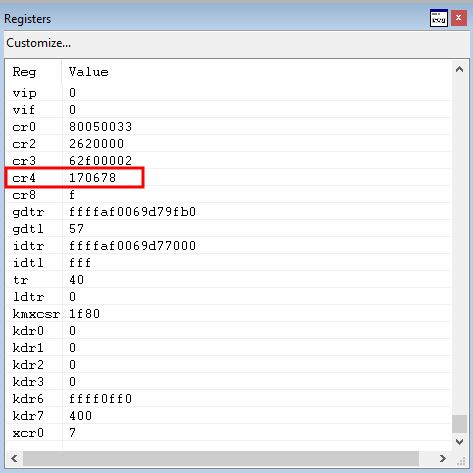 Registers
Customize...
Reg Value
vip 0
vif 0
cr0 80050033
cr2 2620000
cr3 62f00002
cr4 170678
cr8 f
gdtr ffffaf0069d79fb0
gdtl 57
idtr ffffaf0069d77000
idtl fff
tr 40
ldtr 0
kmxcsr 1f80
kdr0 0
kdr1 0
kdr2 0
kdr3 0
kdr6 ffff0ff0
kdr7 400
xcr0 7